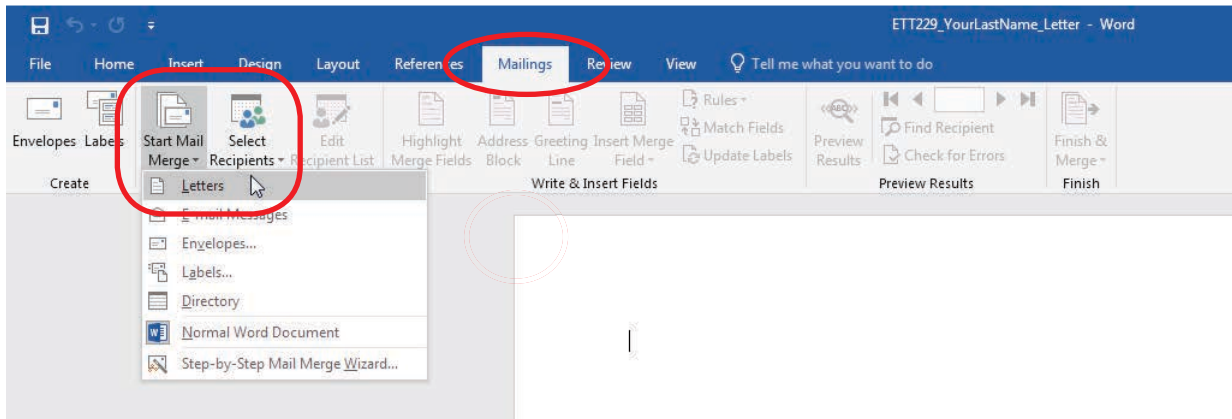 ETT229_YourLastName_Letter - Word
File Home Insert Design Layout References Mailings Review View Tell me what you want to do
Envelopes Labels Start Mail Merge Select Recipients Edit Recipient List Highlight Merge Fields Address Block Greeting Line Insert Merge Field Rules Match Fields Update Labels Preview Results Find Recipient Check for Errors Finish & Merge
Create Write & Insert Fields Preview Results Finish
Letters
E-mail Messages
Envelopes...
Labels...
Directory
Normal Word Document
Step-by-Step Mail Merge Wizard...